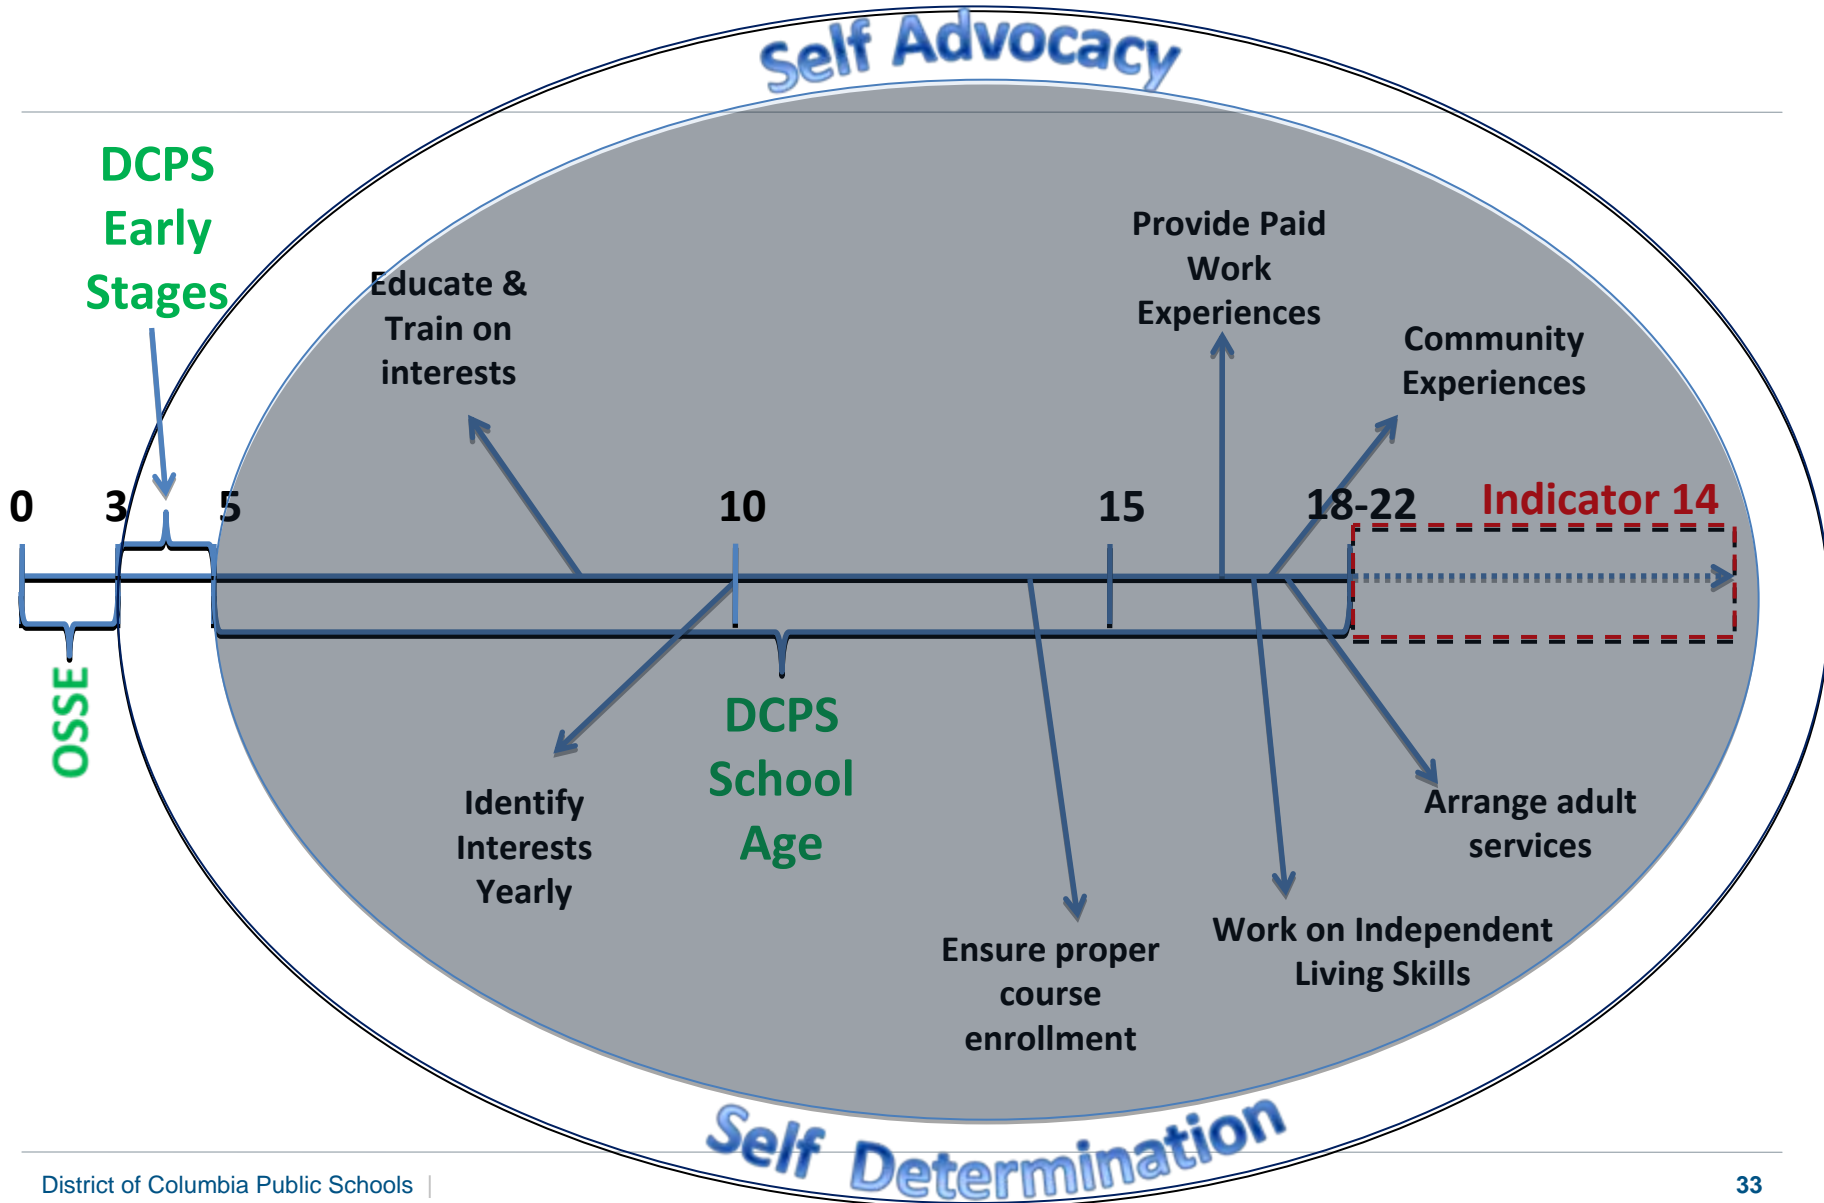 Self Advocacy
DCPS
Early
Stages
Educate &
Train on
interests
Provide Paid
Work
Experiences
Community
Experiences
0
3
5
10
15
18-22
Indicator 14
OSSE
DCPS
School
Age
Identify
Interests
Yearly
Arrange adult
services
Ensure proper
course
enrollment
Work on Independent
Living Skills
Self Determination
District of Columbia Public Schools |
33